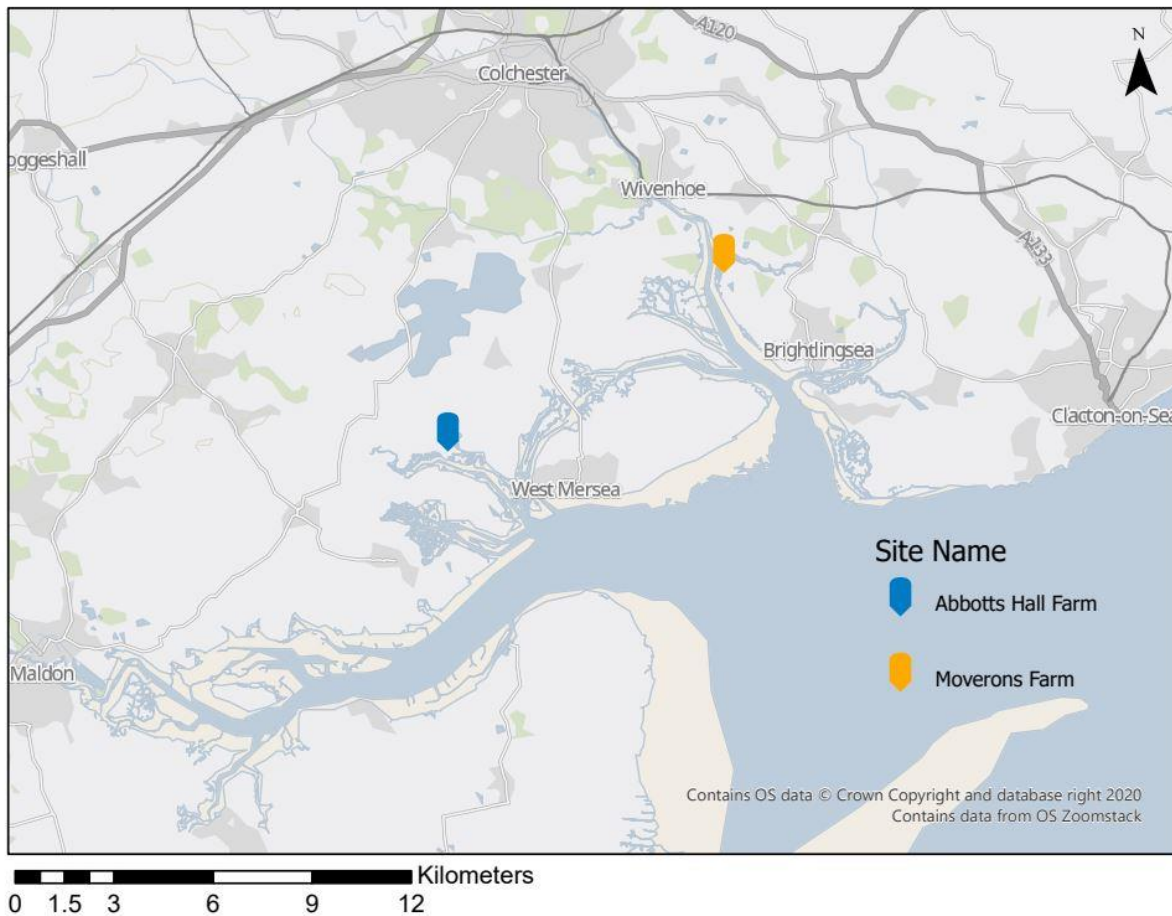 N
A120
Colchester
oggeshall
Wivenhoe
A133
Brightlingsea
Clacton-on-Sea
West Mersea
Site Name
Abbotts Hall Farm
Maldon
Moverons Farm
Contains OS data © Crown Copyright and database right 2020
Contains data from OS Zoomstack
Kilometers
0 1.5 3 6 9 12